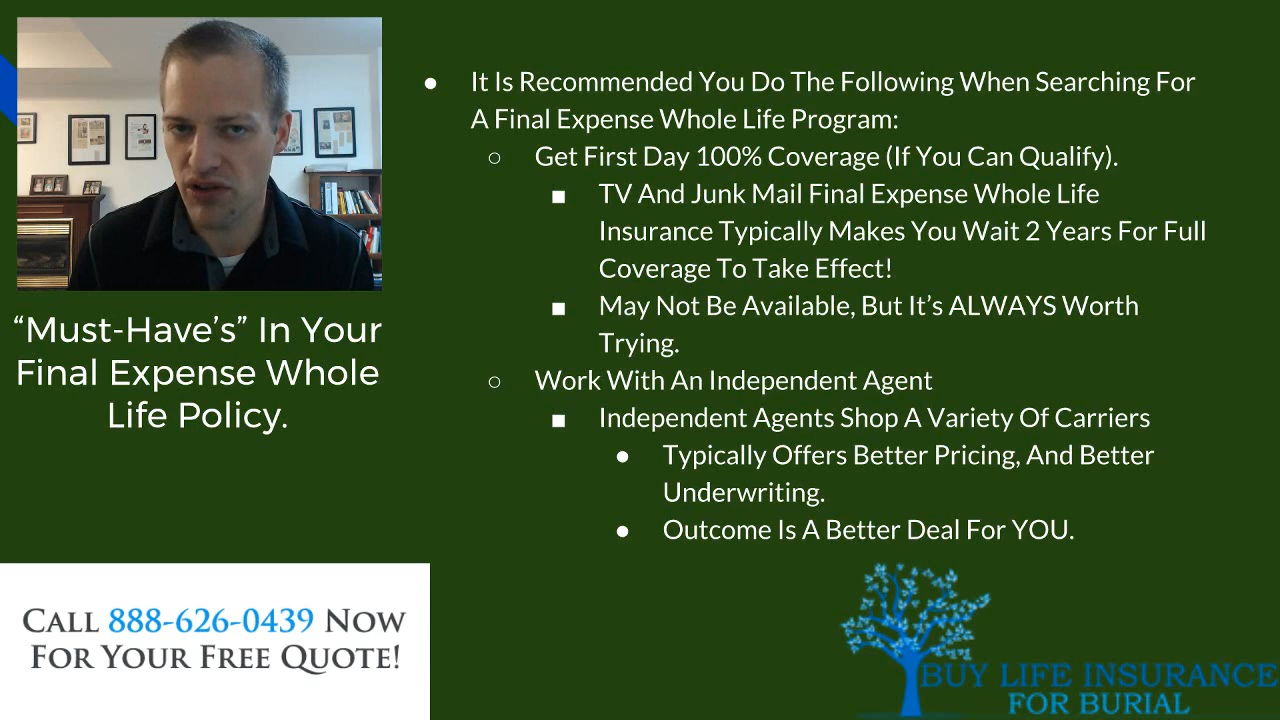 “Must-Have’s” In Your
Final Expense Whole
Life Policy.
● It Is Recommended You Do The Following When Searching For
A Final Expense Whole Life Program:
○ Get First Day 100% Coverage (If You Can Qualify).
■ TV And Junk Mail Final Expense Whole Life
Insurance Typically Makes You Wait 2 Years For Full
Coverage To Take Effect!
■ May Not Be Available, But It’s ALWAYS Worth
Trying.
○ Work With An Independent Agent
■ Independent Agents Shop A Variety Of Carriers
● Typically Offers Better Pricing, And Better
Underwriting.
● Outcome Is A Better Deal For YOU.
Call 888-626-0439 Now
For Your Free Quote!
BUY LIFE INSURANCE
FOR BURIAL